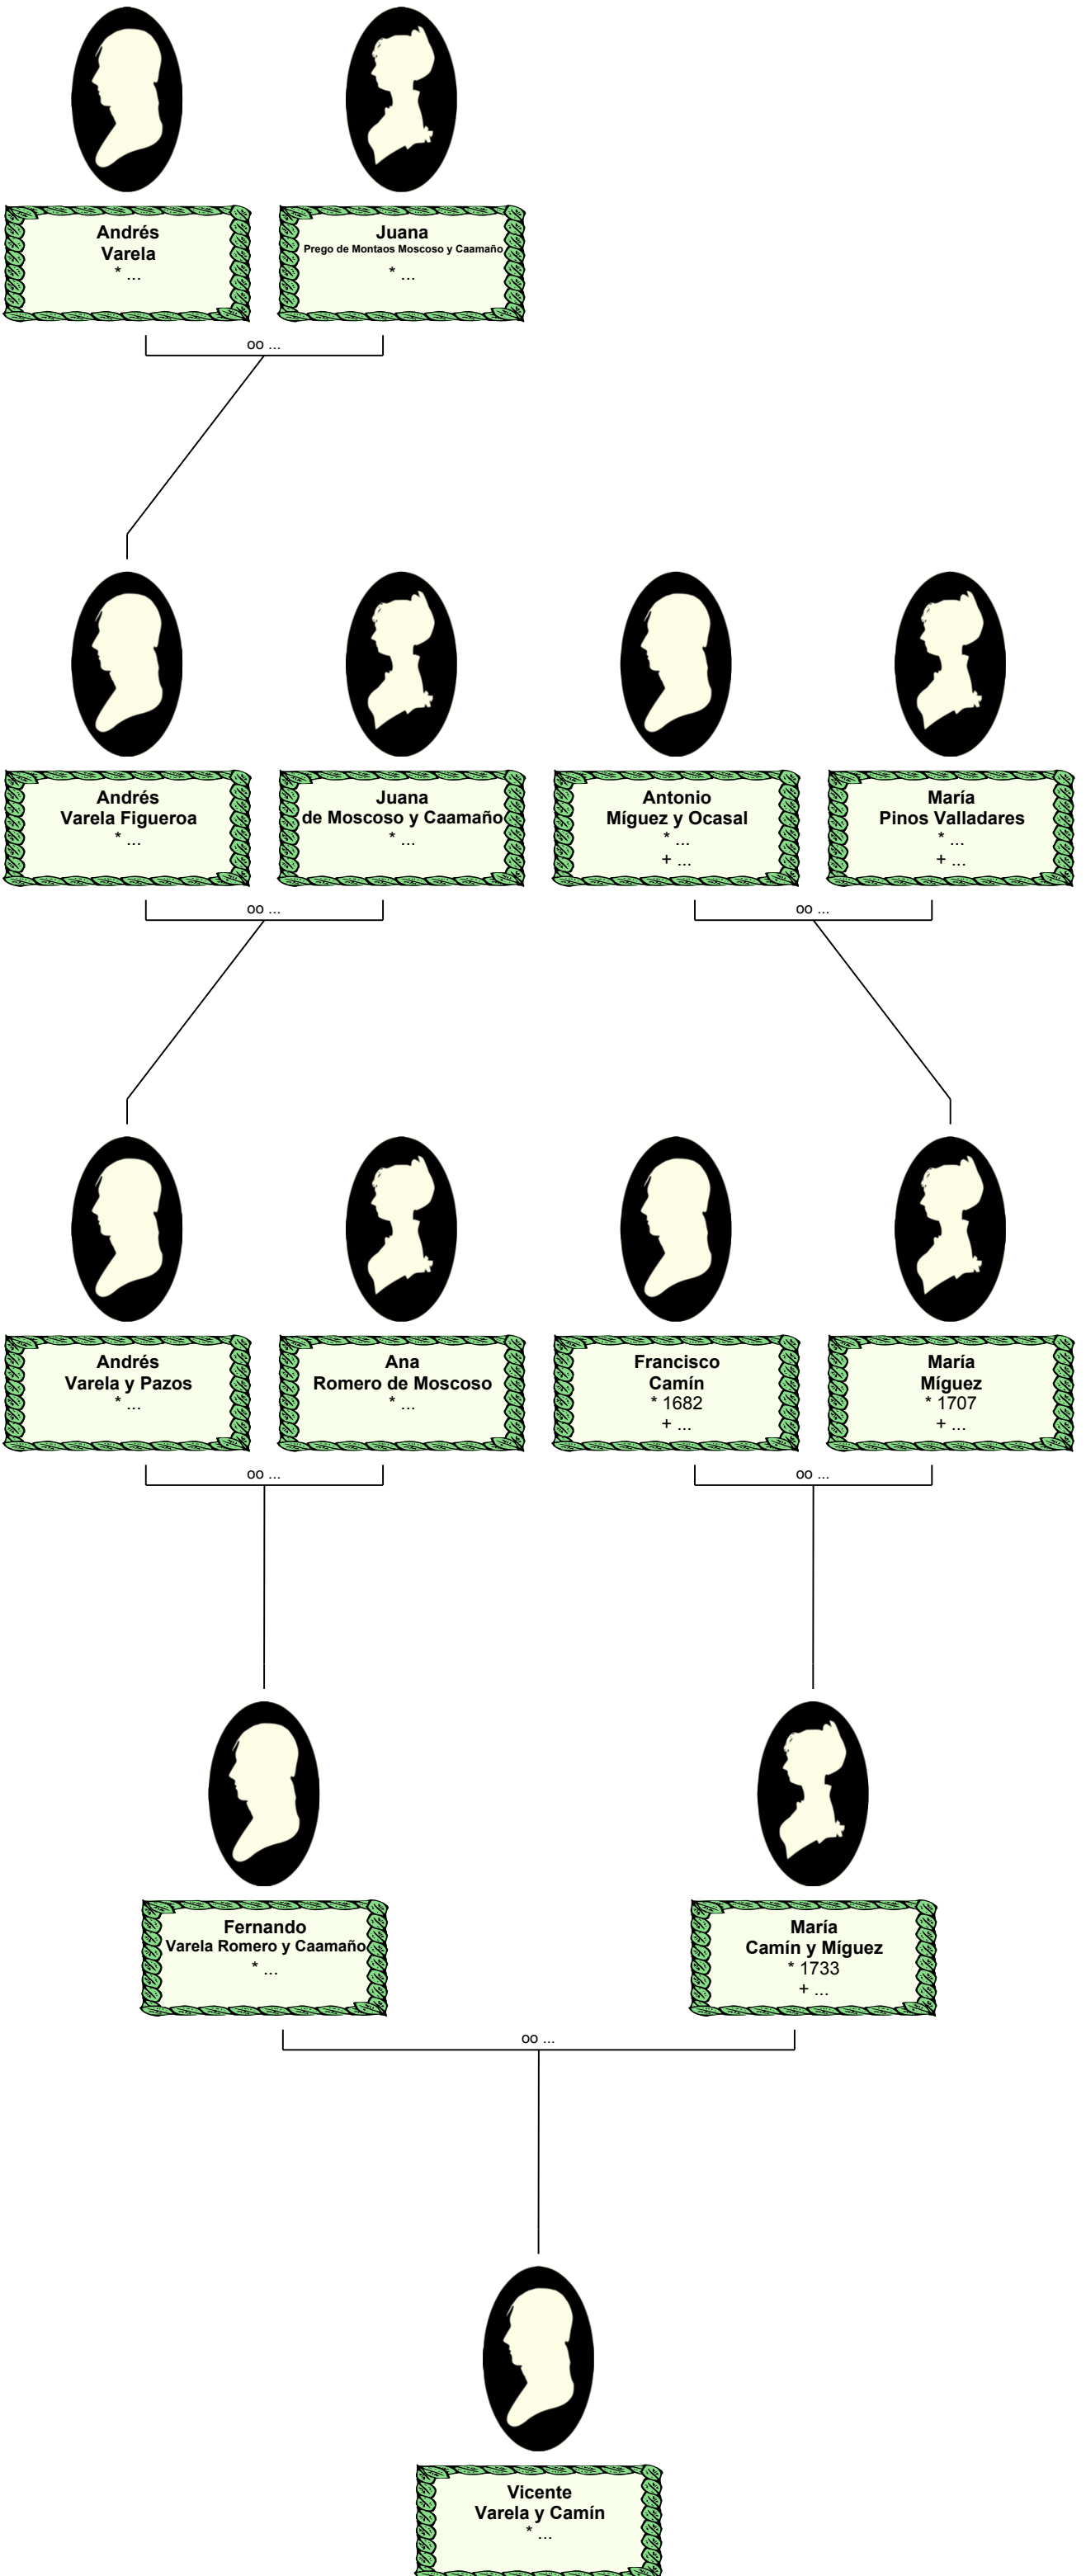 Andrés
Varela
* ...
Juana
Prego de Montaos Moscoso y Caamaño
* ...
oo ...
Andrés
Varela Figueroa
* ...
Juana
de Moscoso y Caamaño
* ...
Antonio
Míguez y Ocasal
* ...
+ ...
María
Pinos Valladares
* ...
+ ...
oo ...
oo ...
Andrés
Varela y Pazos
* ...
Ana
Romero de Moscoso
* ...
Francisco
Camín
* 1682
+ ...
María
Míguez
* 1707
+ ...
oo ...
oo ...
Fernando
Varela Romero y Caamaño
* ...
María
Camín y Míguez
* 1733
+ ...
oo ...
Vicente
Varela y Camín
* ...